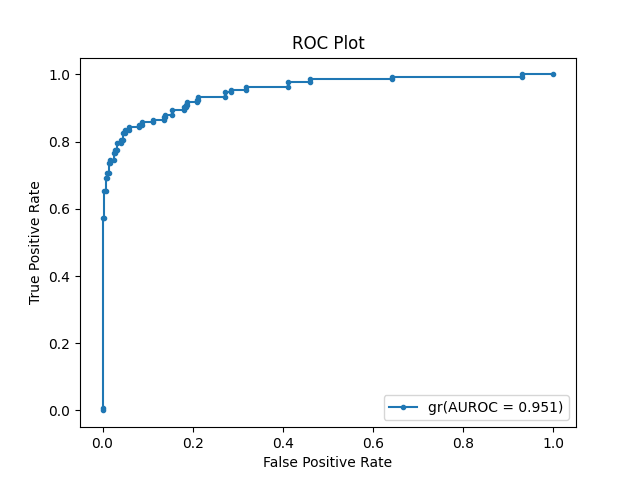 ROC Plot
True Positive Rate
1.0
0.8
0.6
0.4
0.2
0.0
gr(AUROC = 0.951)
0.0 0.2 0.4 0.6 0.8 1.0
False Positive Rate